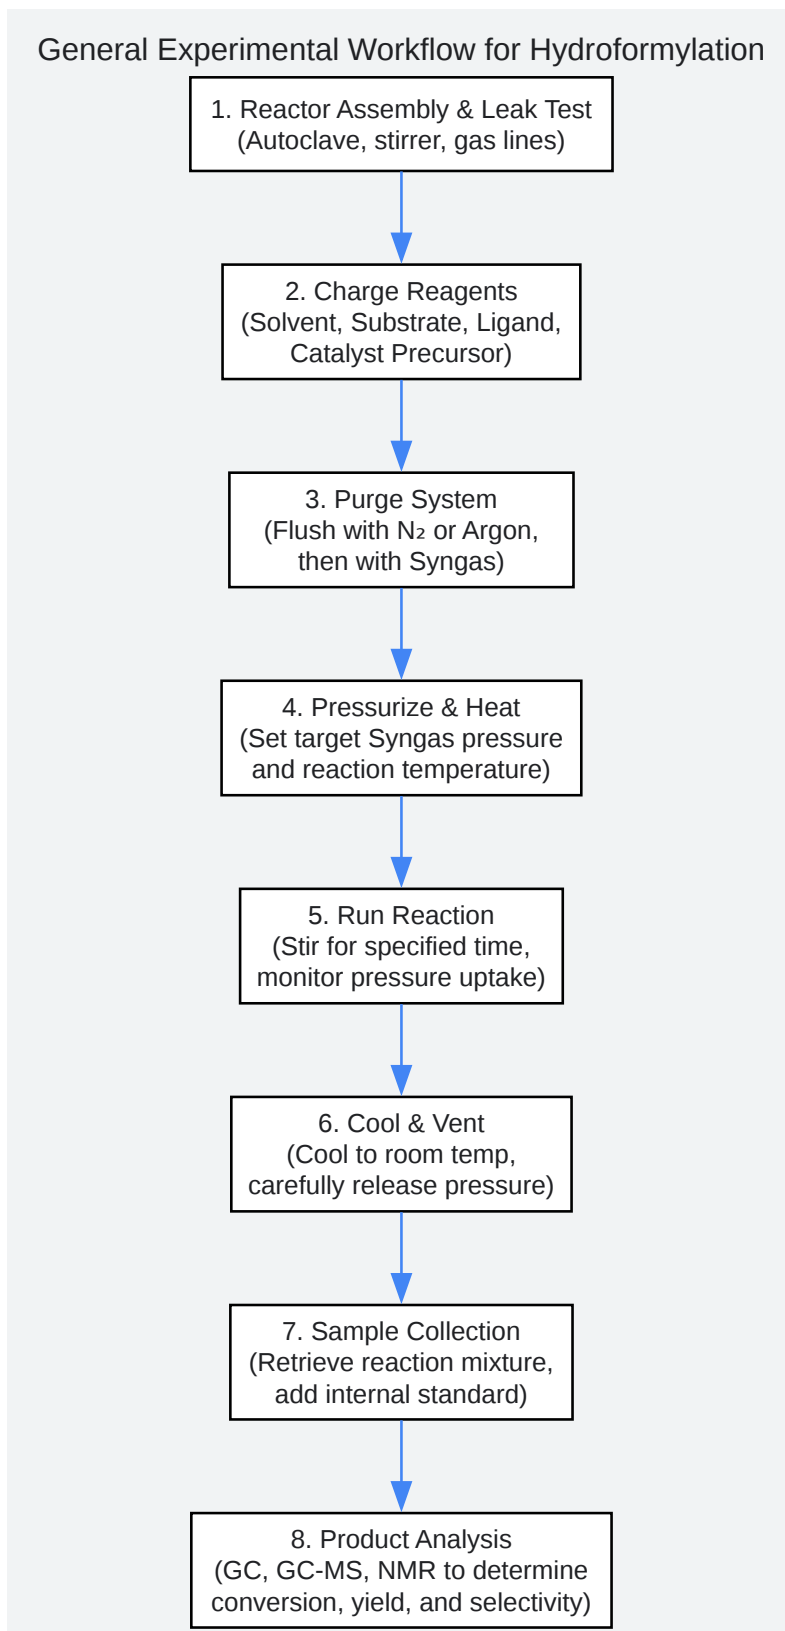 General Experimental Workflow for Hydroformylation
1. Reactor Assembly & Leak Test
(Autoclave, stirrer, gas lines)
2. Charge Reagents
(Solvent, Substrate, Ligand,
Catalyst Precursor)
3. Purge System
(Flush with N₂ or Argon,
then with Syngas)
4. Pressurize & Heat
(Set target Syngas pressure
and reaction temperature)
5. Run Reaction
(Stir for specified time,
monitor pressure uptake)
6. Cool & Vent
(Cool to room temp,
carefully release pressure)
7. Sample Collection
(Retrieve reaction mixture,
add internal standard)
8. Product Analysis
(GC, GC-MS, NMR to determine
conversion, yield, and selectivity)